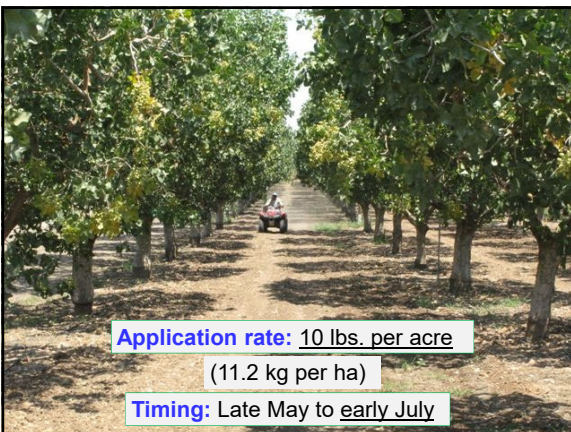 Application rate: 10 lbs. per acre
(11.2 kg per ha)
Timing: Late May to early July